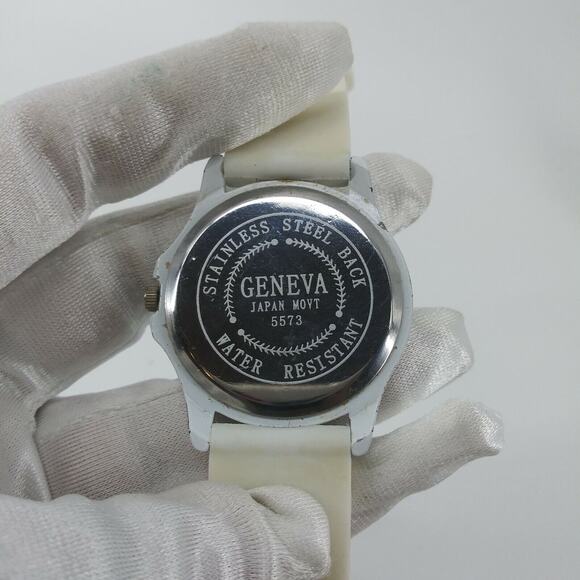 STAINLESS STEEL BACK
GENEVA
JAPAN MOVT
5573
WATER RESISTANT